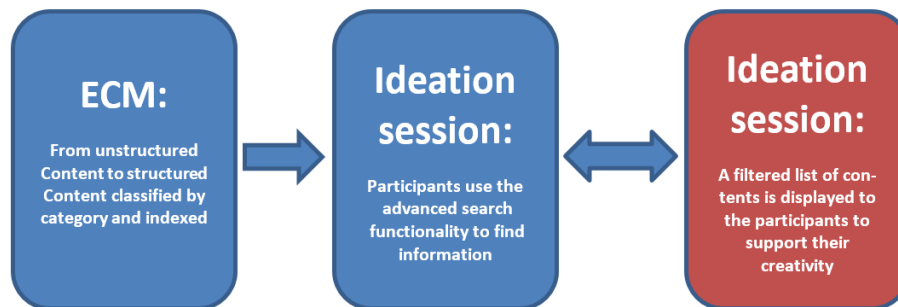 ECM:
From unstructured
Content to structured
Content classified by
category and indexed
Ideation
session:
Participants use the
advanced search
functionality to find
information
Ideation
session:
A filtered list of con-
tents is displayed to
the participants to
support their
creativity